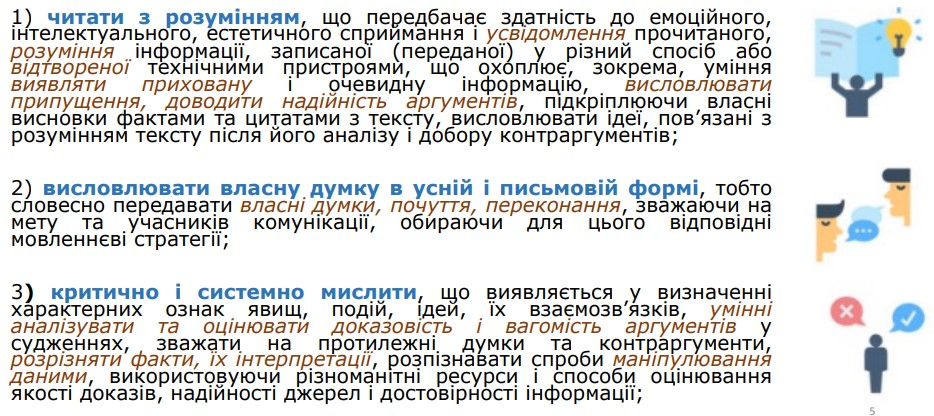 1) читати з розумінням, що передбачає здатність до емоційного,
інтелектуального, естетичного сприймання і усвідомлення прочитаного,
розуміння інформації, записаної (переданої) у різний спосіб або
відтвореної технічними пристроями, що охоплює, зокрема, уміння
виявляти приховану і очевидну інформацію, висловлювати
припущення, доводити надійність аргументів, підкріплюючи власні
висновки фактами та цитатами з тексту, висловлювати ідеї, пов’язані з
розумінням тексту після його аналізу і добору контраргументів;
2) висловлювати власну думку в усній і письмовій формі, тобто
словесно передавати власні думки, почуття, переконання, зважаючи на
мету та учасників комунікації, обираючи для цього відповідні
мовленнєві стратегії;
3) критично і системно мислити, що виявляється у визначенні
характерних ознак явищ, подій, ідей, їх взаємозв’язків, умінні
аналізувати та оцінювати доказовість і вагомість аргументів у
судженнях, зважати на протилежні думки та контраргументи,
розрізняти факти, їх інтерпретації, розпізнавати спроби маніпулювання
даними, використовуючи різноманітні ресурси і способи оцінювання
якості доказів, надійності джерел і достовірності інформації;
5